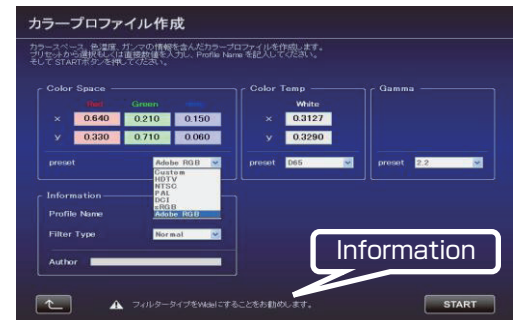 カラープロファイル作成
カラースペース、色温度、ガンマの情報を含んだカラープロファイルを作成します。
プリセットから選択もしくは直接数値を入力し、Profile Name を記入してください。
そして STARTボタンを押してください。
Color Space
Red Green
x 0.640 0.210 0.150
y 0.330 0.710 0.060
preset Adobe RGB
Custom
HDTV
NTSC
PAL
DCI
sRGB
Adobe RGB
Color Temp
White
x 0.3127
y 0.3290
preset D65
Gamma
preset 2.2
Information
Profile Name
Filter Type Normal
Author
Information
フィルタータイプをWideにすることをお勧めします。
START